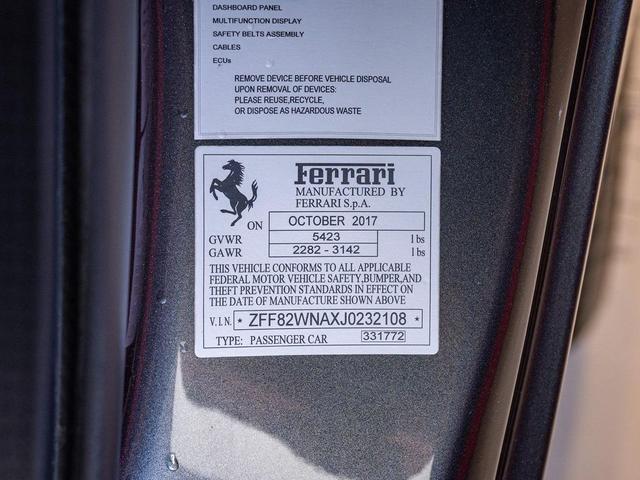 DASHBOARD PANEL
MULTIFUNCTION DISPLAY
SAFETY BELTS ASSEMBLY
CABLES
ECUs
REMOVE DEVICE BEFORE VEHICLE DISPOSAL
UPON REMOVAL OF DEVICES:
PLEASE REUSE,RECYCLE,
OR DISPOSE AS HAZARDOUS WASTE
Ferrari
MANUFACTURED BY
FERRARI S.p.A.
ON OCTOBER 2017
GVWR 5423 lbs
GAWR 2282 - 3142 lbs
THIS VEHICLE CONFORMS TO ALL APPLICABLE
FEDERAL MOTOR VEHICLE SAFETY,BUMPER,AND
THEFT PREVENTION STANDARDS IN EFFECT ON
THE DATE OF MANUFACTURE SHOWN ABOVE
V.I.N. * ZFF82WNAXJ0232108 *
TYPE: PASSENGER CAR 331772